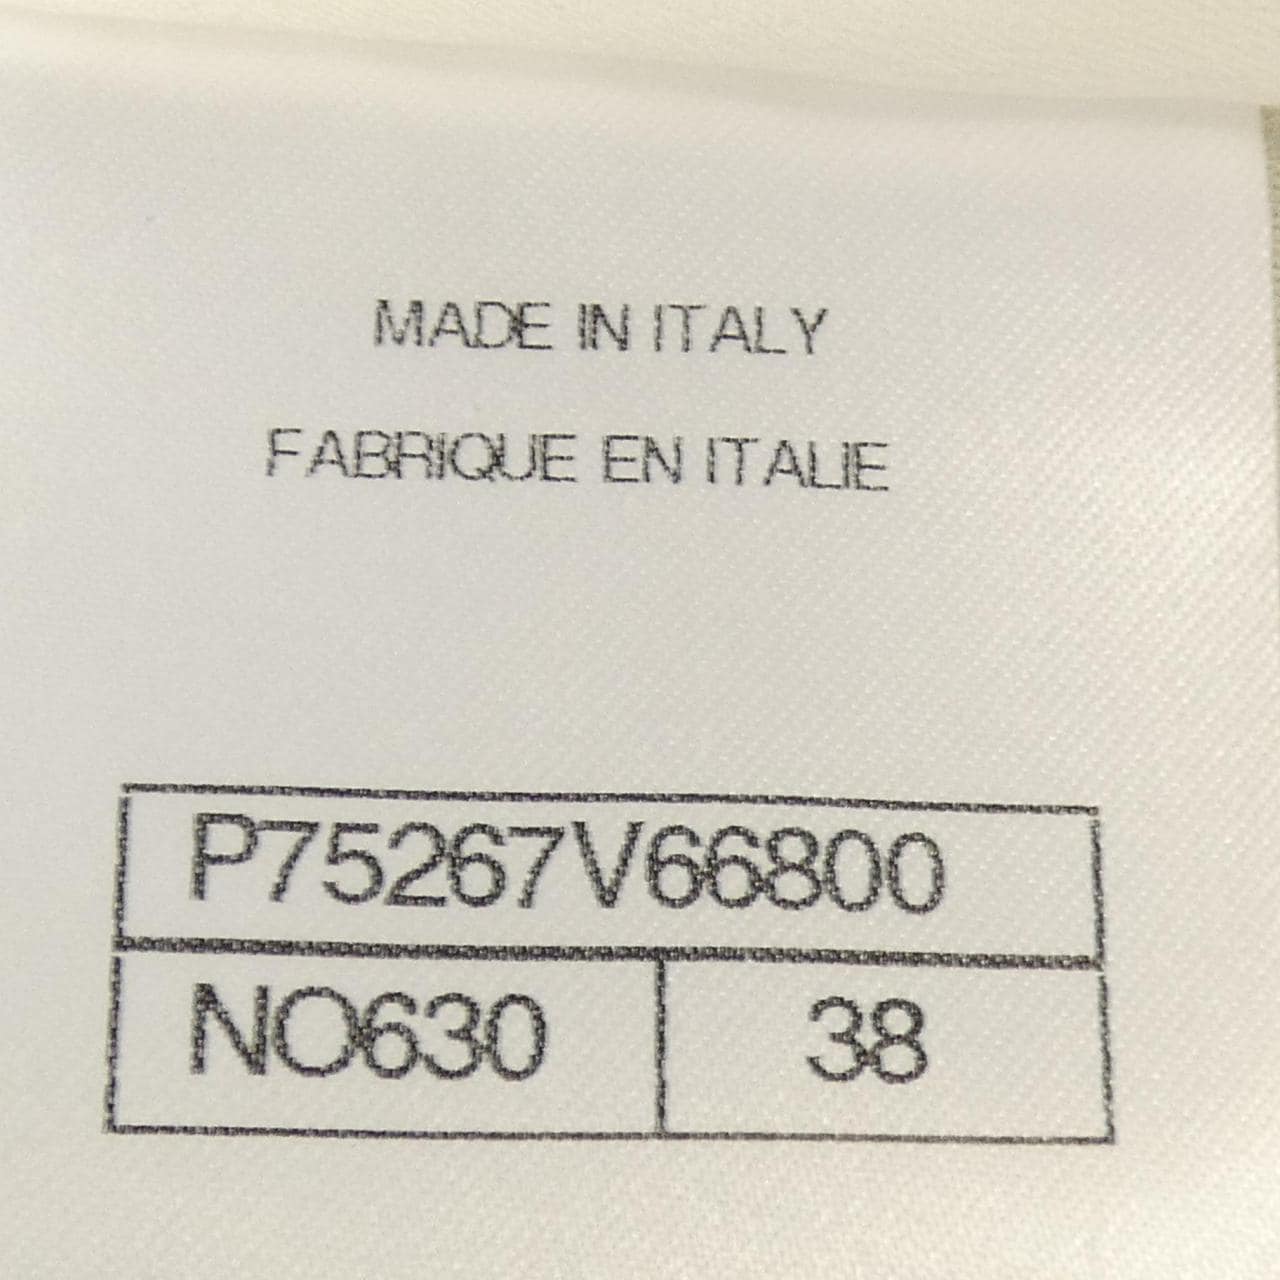 MADE IN ITALY
FABRIQUE EN ITALIE
P75267V66800
NO630 38